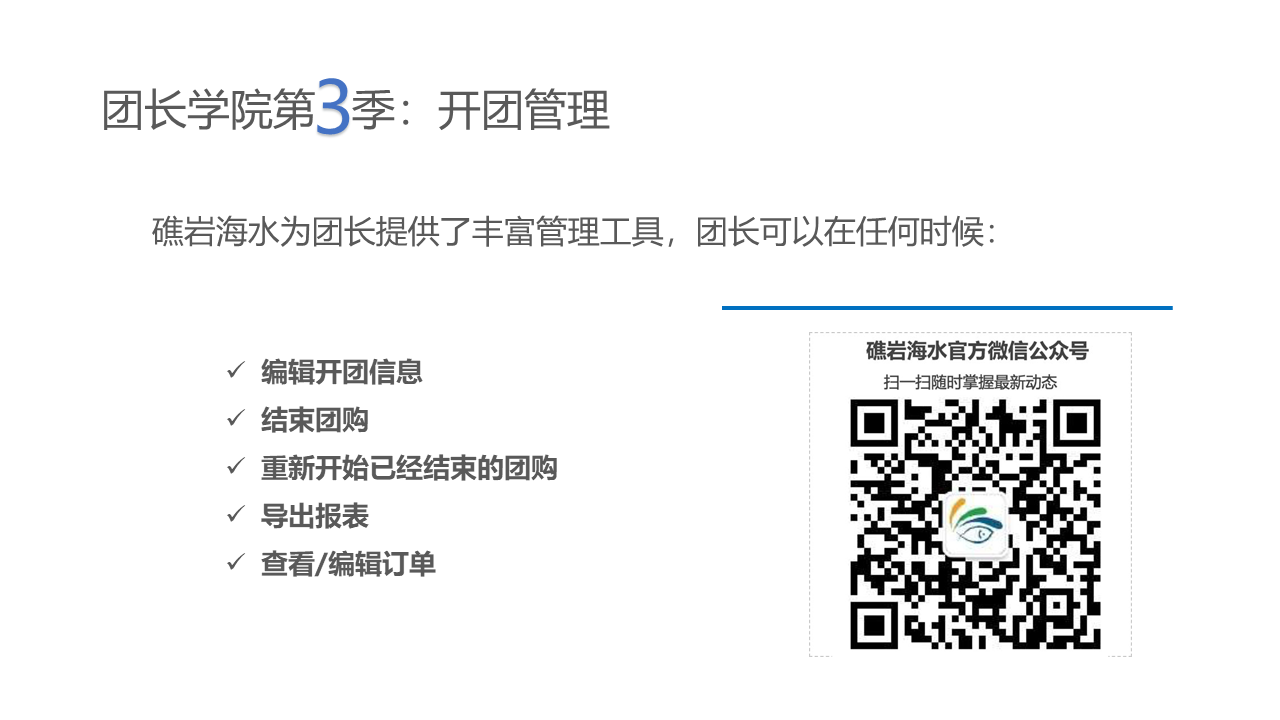 团长学院第3季：开团管理
礁岩海水为团长提供了丰富管理工具，团长可以在任何时候：
✓ 编辑开团信息
✓ 结束团购
✓ 重新开始已经结束的团购
✓ 导出报表
✓ 查看/编辑订单
礁岩海水官方微信公众号
扫一扫随时掌握最新动态